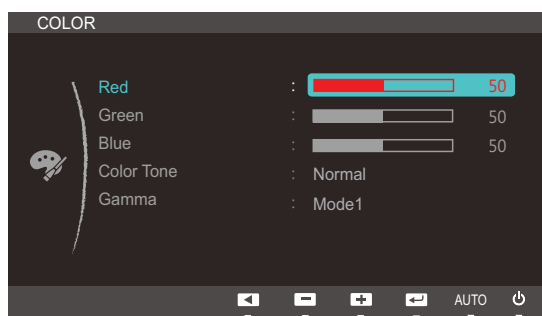 COLOR
Red : 50
Green : 50
Blue : 50
Color Tone : Normal
Gamma : Mode1
AUTO